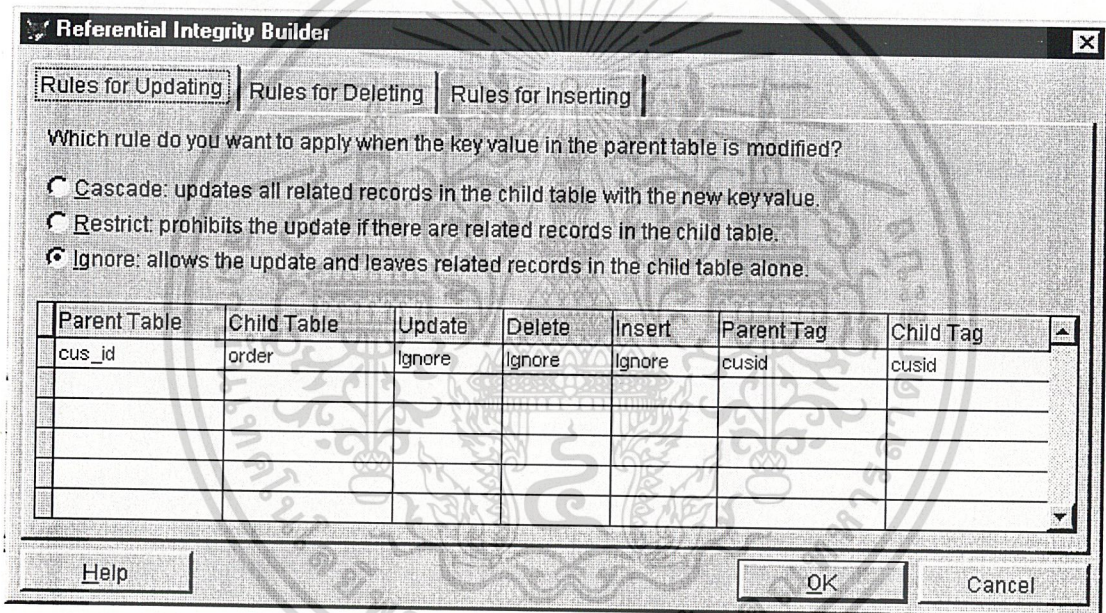 Referential Integrity Builder
Rules for Updating Rules for Deleting Rules for Inserting
Which rule do you want to apply when the key value in the parent table is modified?
Cascade: updates all related records in the child table with the new key value.
Restrict: prohibits the update if there are related records in the child table.
Ignore: allows the update and leaves related records in the child table alone.
Parent Table Child Table Update Delete Insert Parent Tag Child Tag
cus_id order Ignore Ignore Ignore cusid cusid
Help OK Cancel